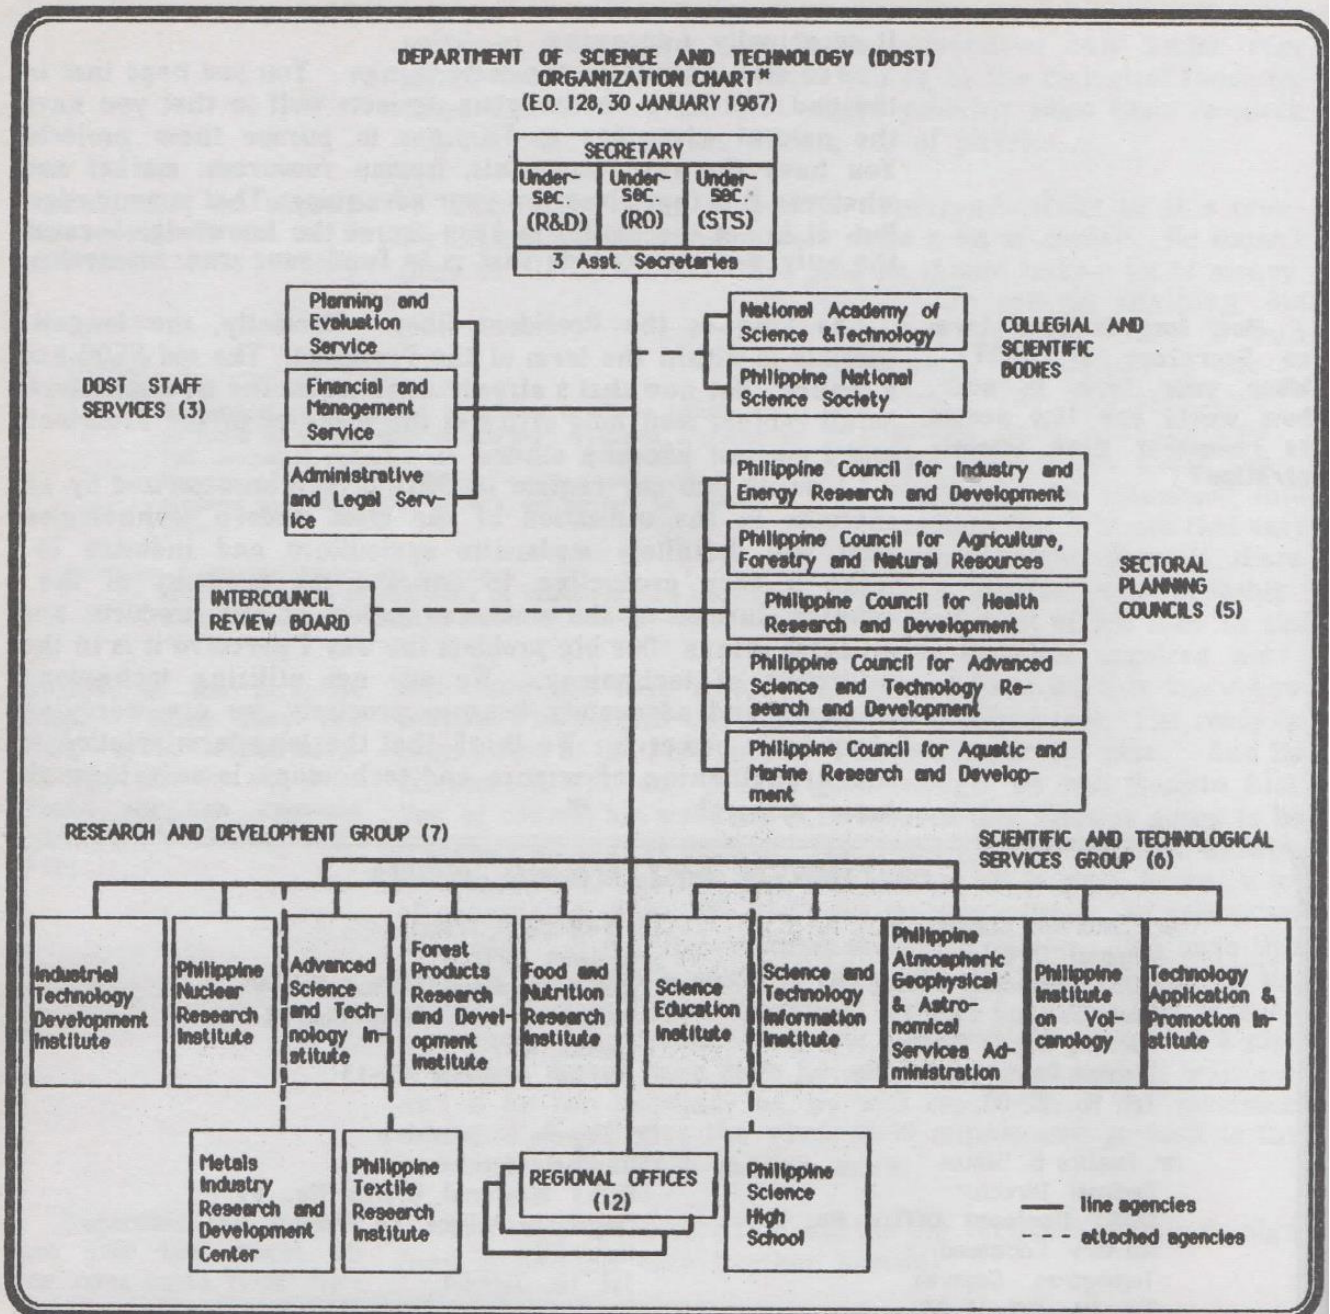 DEPARTMENT OF SCIENCE AND TECHNOLOGY (DOST)
ORGANIZATION CHART*
(E.O. 128, 30 JANUARY 1987)
SECRETARY
Under-
sec
(R&D)
Under-
sec
(RO)
Under-
sec
(STS)
3 Asst. Secretaries
DOST STAFF
SERVICES (3)
Planning and
Evaluation
Service
Financial and
Management
Service
Administrative
and Legal Serv-
ice
National Academy of
Science &Technology
Philippine National
Science Society
COLLEGIAL AND
SCIENTIFIC
BODIES
INTERCOUNCIL
REVIEW BOARD
Philippine Council for Industry and
Energy Research and Development
Philippine Council for Agriculture,
Forestry and Natural Resources
Philippine Council for Health
Research and Development
Philippine Council for Advanced
Science and Technology Re-
search and Development
Philippine Council for Aquatic and
Marine Research and Develop-
ment
SECTORAL
PLANNING
COUNCILS (5)
RESEARCH AND DEVELOPMENT GROUP (7)
SCIENTIFIC AND TECHNOLOGICAL
SERVICES GROUP (6)
Industrial
Technology
Development
Institute
Philippine
Nuclear
Research
Institute
Advanced
Science
and Tech-
nology In-
stitute
Forest
Products
Research
and Devel-
opment
Institute
Food and
Nutrition
Research
Institute
Science
Education
Institute
Science and
Technology
Information
Institute
Philippine
Atmospheric
Geophysical
& Astro-
nomical
Services Ad-
ministration
Philippine
Institute
on Vol-
canology
Technology
Application &
Promotion In-
stitute
Metals
Industry
Research and
Development
Center
Philippine
Textile
Research
Institute
REGIONAL OFFICES
(12)
Philippine
Science
High
School
line agencies
attached agencies